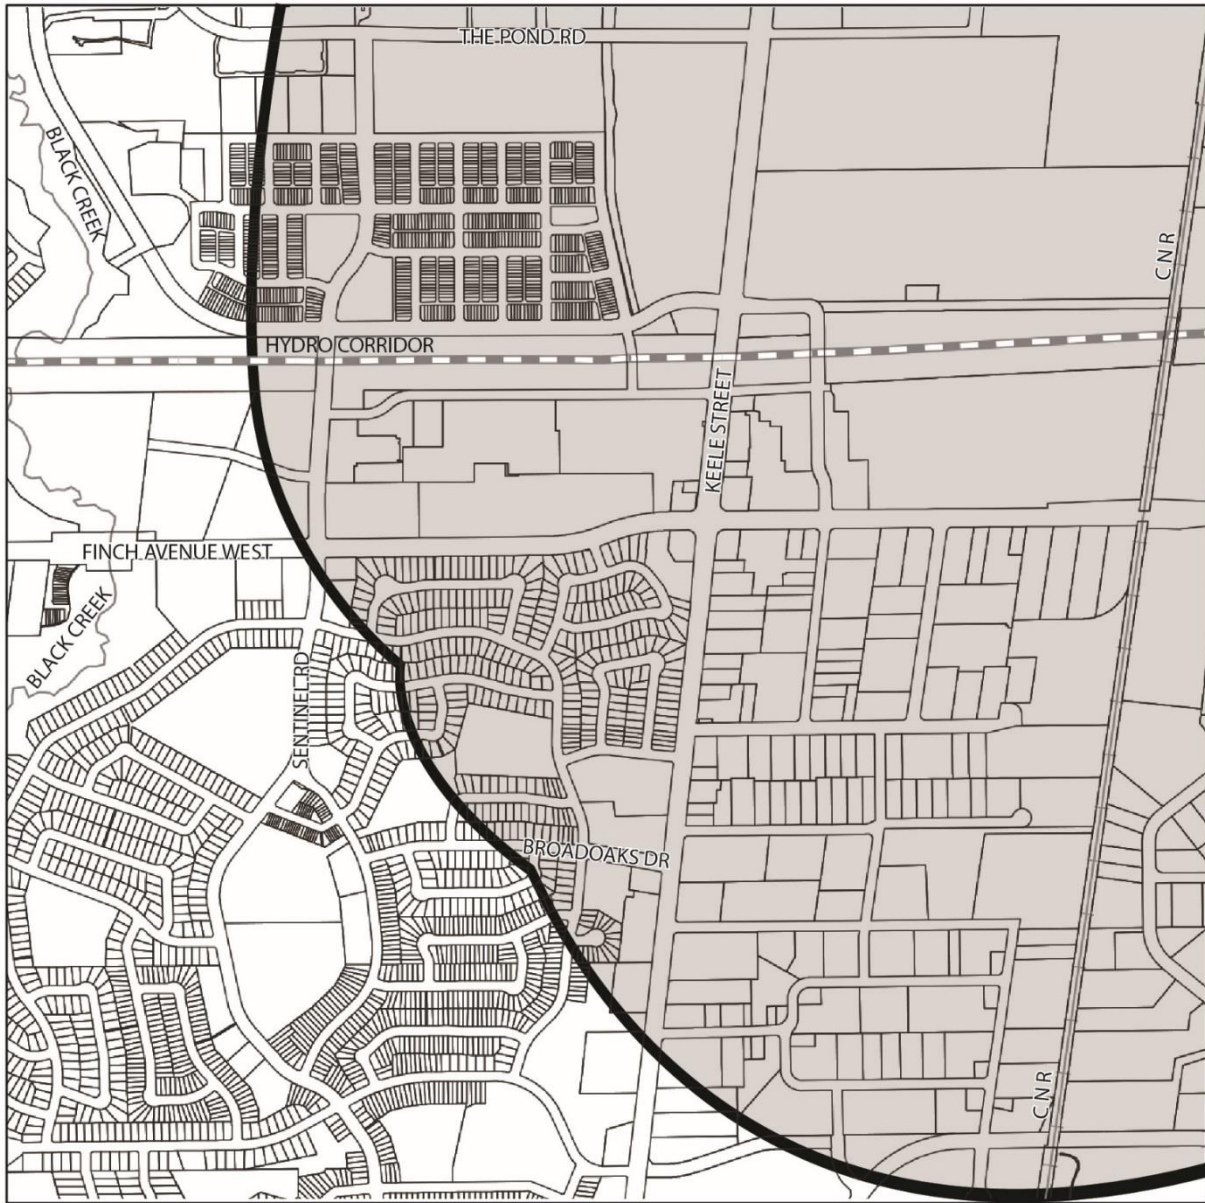 THE POND RD
BLACK CREEK
CNR
HYDRO CORRIDOR
KEELE STREET
FINCH AVENUE WEST
BLACK CREEK
SENTINEL RD
BROADOAKS DR
CNR